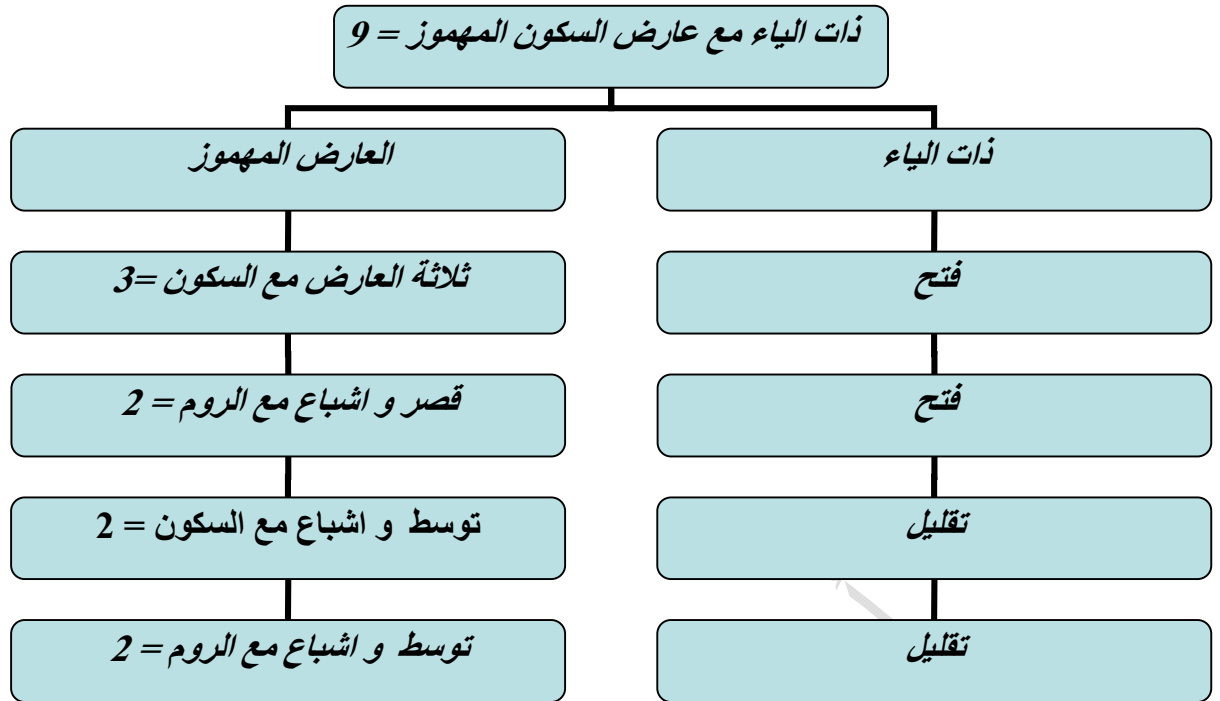 ذات الياء مع عارض السكون المهموز = 9
ذات الياء
العارض المهموز
فتح
ثلاثة العارض مع السكون =3
فتح
قصر و اشباع مع الروم = 2
تقليل
توسط و اشباع مع السكون = 2
تقليل
توسط و اشباع مع الروم = 2